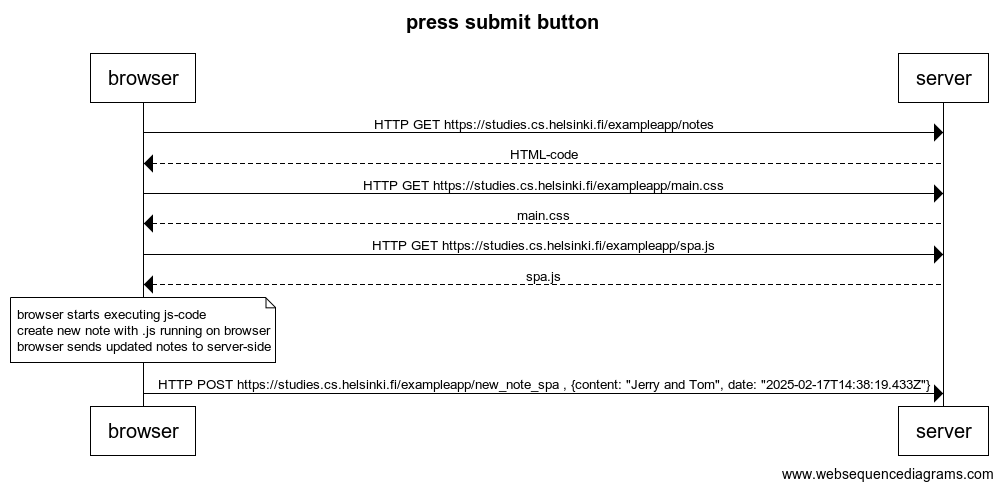 press submit button
browser
server
HTTP GET https://studies.cs.helsinki.fi/exampleapp/notes
HTML-code
HTTP GET https://studies.cs.helsinki.fi/exampleapp/main.css
main.css
HTTP GET https://studies.cs.helsinki.fi/exampleapp/spa.js
spa.js
browser starts executing js-code
create new note with .js running on browser
browser sends updated notes to server-side
HTTP POST https://studies.cs.helsinki.fi/exampleapp/new_note_spa , {content: "Jerry and Tom", date: "2025-02-17T14:38:19.433Z"}
browser
server
www.websequencediagrams.com